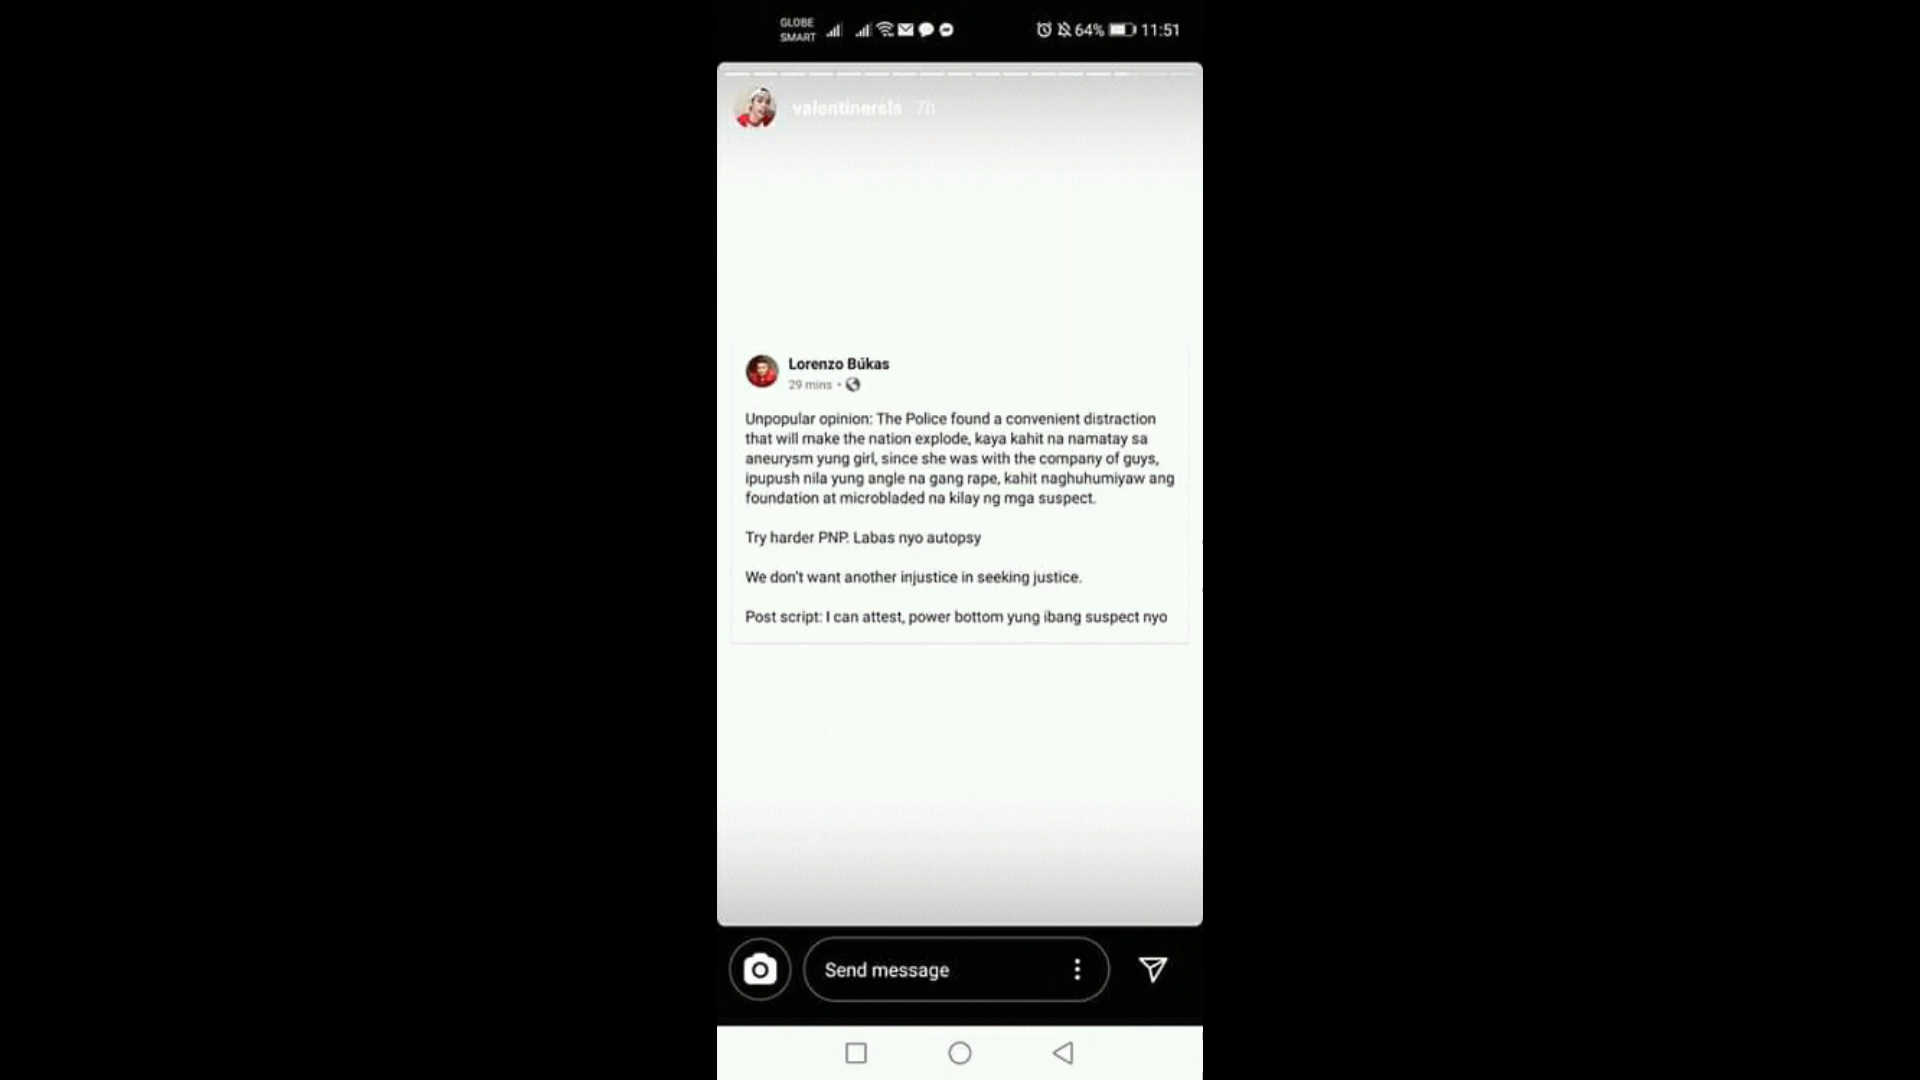 GLOBE
SMART
64% 11:51
valentinersls 7h
Lorenzo Búkas
29 mins •
Unpopular opinion: The Police found a convenient distraction
that will make the nation explode, kaya kahit na namatay sa
aneurysm yung girl, since she was with the company of guys,
ipupush nila yung angle na gang rape, kahit naghuhumiyaw ang
foundation at microbladed na kilay ng mga suspect.
Try harder PNP. Labas nyo autopsy
We don't want another injustice in seeking justice.
Post script: I can attest, power bottom yung ibang suspect nyo
Send message